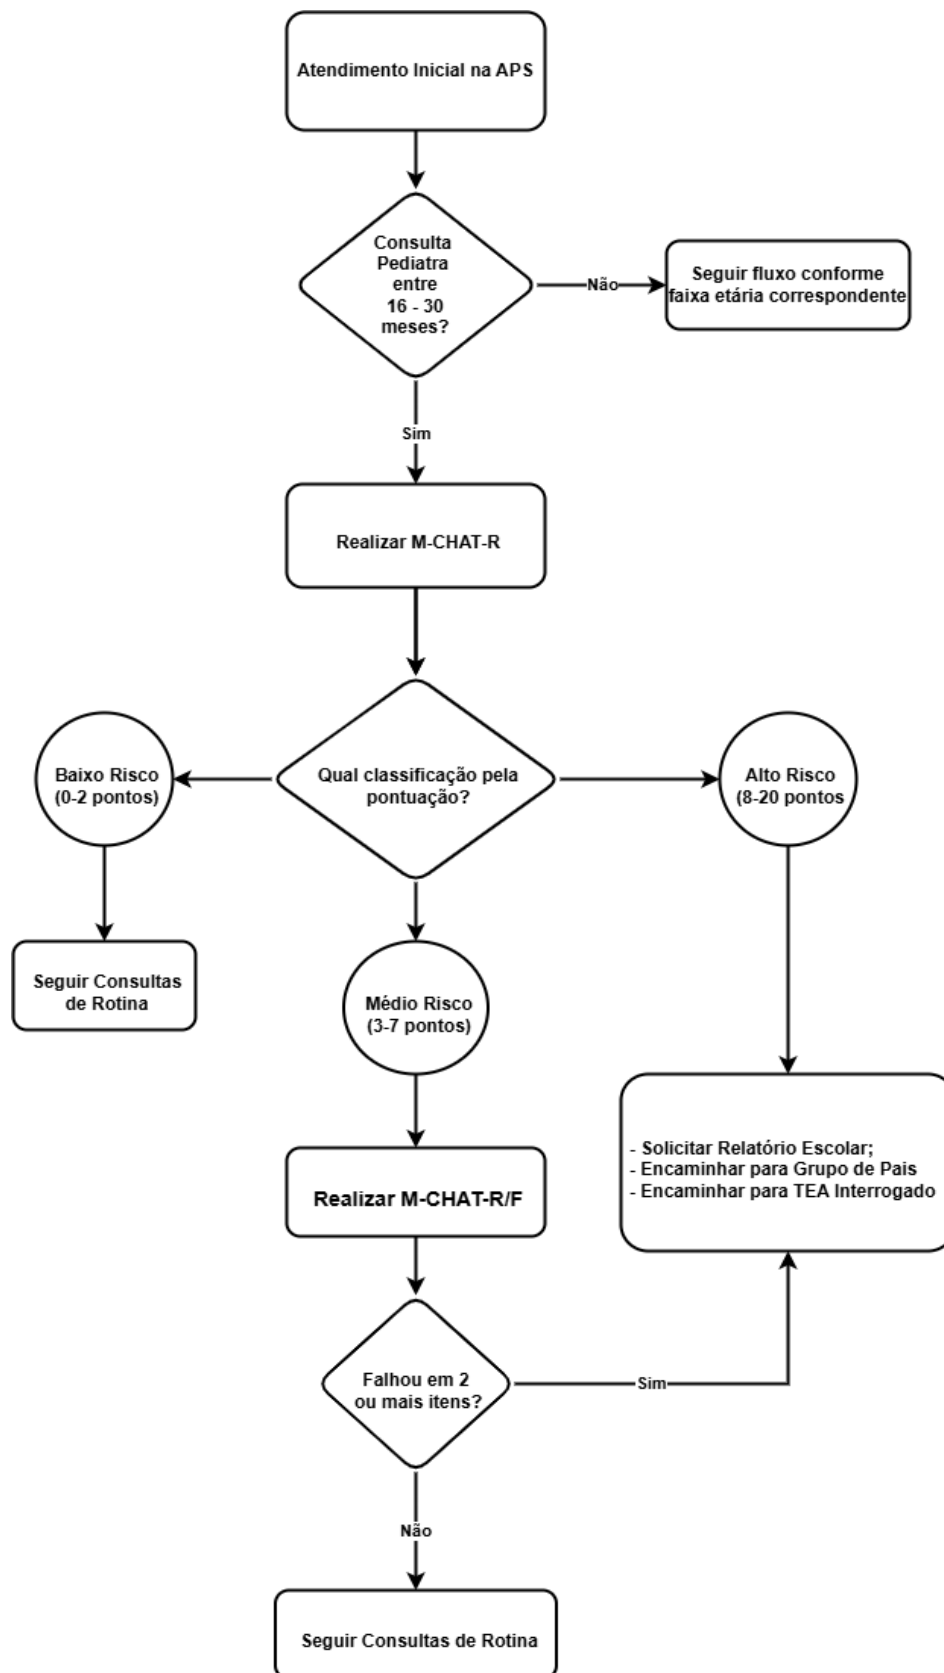 Atendimento Inicial na APS
Consulta
Pediatra
entre
16 - 30
meses?
Não
Seguir fluxo conforme
faixa etária correspondente
Sim
Realizar M-CHAT-R
Qual classificação pela
pontuação?
Baixo Risco
(0-2 pontos)
Alto Risco
(8-20 pontos
Seguir Consultas
de Rotina
Médio Risco
(3-7 pontos)
- Solicitar Relatório Escolar;
- Encaminhar para Grupo de Pais
- Encaminhar para TEA Interrogado
Realizar M-CHAT-R/F
Falhou em 2
ou mais itens?
Sim
Não
Seguir Consultas de Rotina